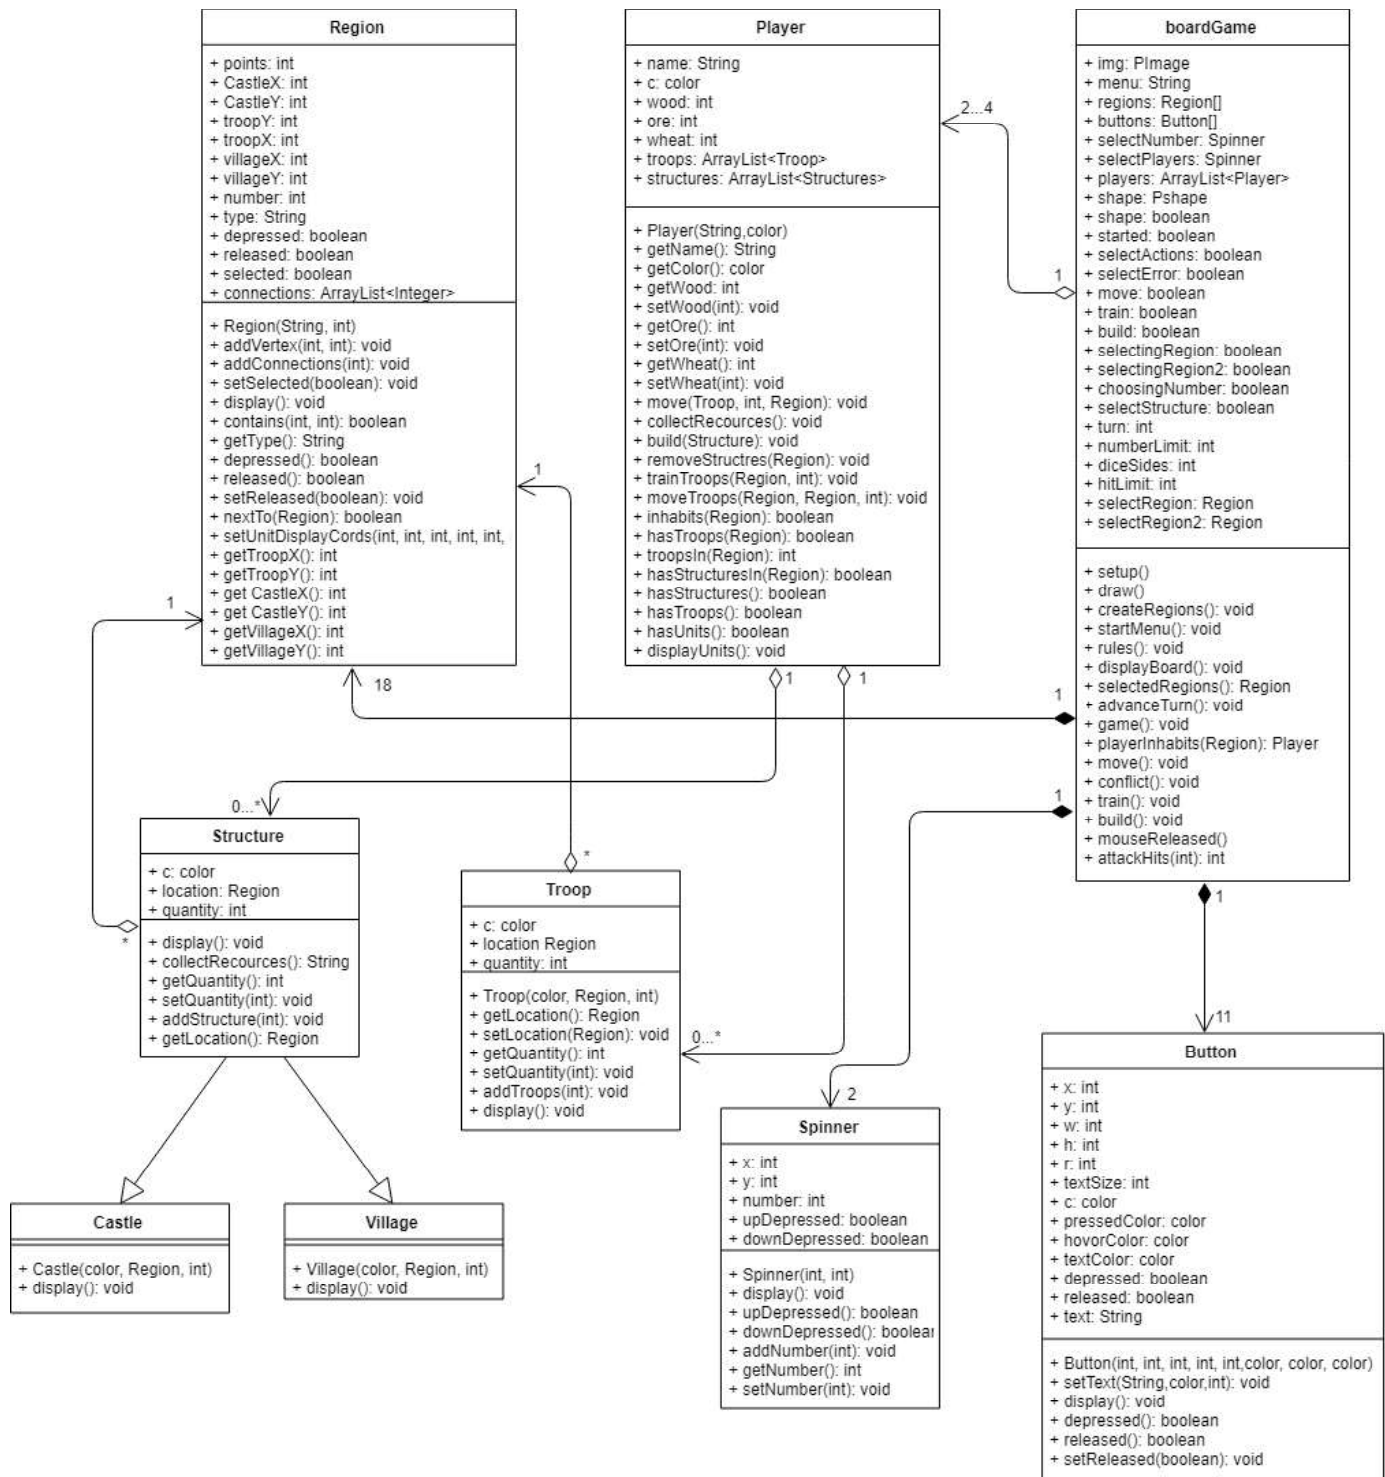 Region
+ points: int
+ CastleX: int
+ CastleY: int
+ troopY: int
+ troopX: int
+ villageX: int
+ villageY: int
+ number: int
+ type: String
+ depressed: boolean
+ released: boolean
+ selected: boolean
+ connections: ArrayList<Integer>
+ Region(String, int)
+ addVertex(int, int): void
+ addConnections(int): void
+ setSelected(boolean): void
+ display(): void
+ contains(int, int): boolean
+ getType(): String
+ depressed(): boolean
+ released(): boolean
+ setReleased(boolean): void
+ nextTo(Region): boolean
+ setUnitDisplayCords(int, int, int, int, int,
+ getTroopX(): int
+ getTroopY(): int
+ get CastleX(): int
+ get CastleY(): int
+ getVillageX(): int
+ getVillageY(): int
Player
+ name: String
+ c: color
+ wood: int
+ ore: int
+ wheat: int
+ troops: ArrayList<Troop>
+ structures: ArrayList<Structures>
+ Player(String,color)
+ getName(): String
+ getColor(): color
+ getWood: int
+ setWood(int): void
+ getOre(): int
+ setOre(int): void
+ getWheat(): int
+ setWheat(int): void
+ move(Troop, int, Region): void
+ collectRecources(): void
+ build(Structure): void
+ removeStructres(Region): void
+ trainTroops(Region, int): void
+ moveTroops(Region, Region, int): void
+ inhabits(Region): boolean
+ hasTroops(Region): boolean
+ troopsIn(Region): int
+ hasStructuresIn(Region): boolean
+ hasStructures(): boolean
+ hasTroops(): boolean
+ hasUnits(): boolean
+ displayUnits(): void
boardGame
+ img: PImage
+ menu: String
+ regions: Region[]
+ buttons: Button[]
+ selectNumber: Spinner
+ selectPlayers: Spinner
+ players: ArrayList<Player>
+ shape: Pshape
+ shape: boolean
+ started: boolean
+ selectActions: boolean
+ selectError: boolean
+ move: boolean
+ train: boolean
+ build: boolean
+ selectingRegion: boolean
+ selectingRegion2: boolean
+ choosingNumber: boolean
+ selectStructure: boolean
+ turn: int
+ numberLimit: int
+ diceSides: int
+ hitLimit: int
+ selectRegion: Region
+ selectRegion2: Region
+ setup()
+ draw()
+ createRegions(): void
+ startMenu(): void
+ rules(): void
+ displayBoard(): void
+ selectedRegions(): Region
+ advanceTurn(): void
+ game(): void
+ playerInhabits(Region): Player
+ move(): void
+ conflict(): void
+ train(): void
+ build(): void
+ mouseReleased()
+ attackHits(int): int
2...4
1
1
1
18
1
1
1
1
0...*
*
*
0...*
2
1
11
Structure
+ c: color
+ location: Region
+ quantity: int
+ display(): void
+ collectRecources(): String
+ getQuantity(): int
+ setQuantity(int): void
+ addStructure(int): void
+ getLocation(): Region
Troop
+ c: color
+ location Region
+ quantity: int
+ Troop(color, Region, int)
+ getLocation(): Region
+ setLocation(Region): void
+ getQuantity(): int
+ setQuantity(int): void
+ addTroops(int): void
+ display(): void
Castle
+ Castle(color, Region, int)
+ display(): void
Village
+ Village(color, Region, int)
+ display(): void
Spinner
+ x: int
+ y: int
+ number: int
+ upDepressed: boolean
+ downDepressed: boolean
+ Spinner(int, int)
+ display(): void
+ upDepressed(): boolean
+ downDepressed(): boolear
+ addNumber(int): void
+ getNumber(): int
+ setNumber(int): void
Button
+ x: int
+ y: int
+ w: int
+ h: int
+ r: int
+ textSize: int
+ c: color
+ pressedColor: color
+ hovorColor: color
+ textColor: color
+ depressed: boolean
+ released: boolean
+ text: String
+ Button(int, int, int, int, int,color, color, color)
+ setText(String,color,int): void
+ display(): void
+ depressed(): boolean
+ released(): boolean
+ setReleased(boolean): void